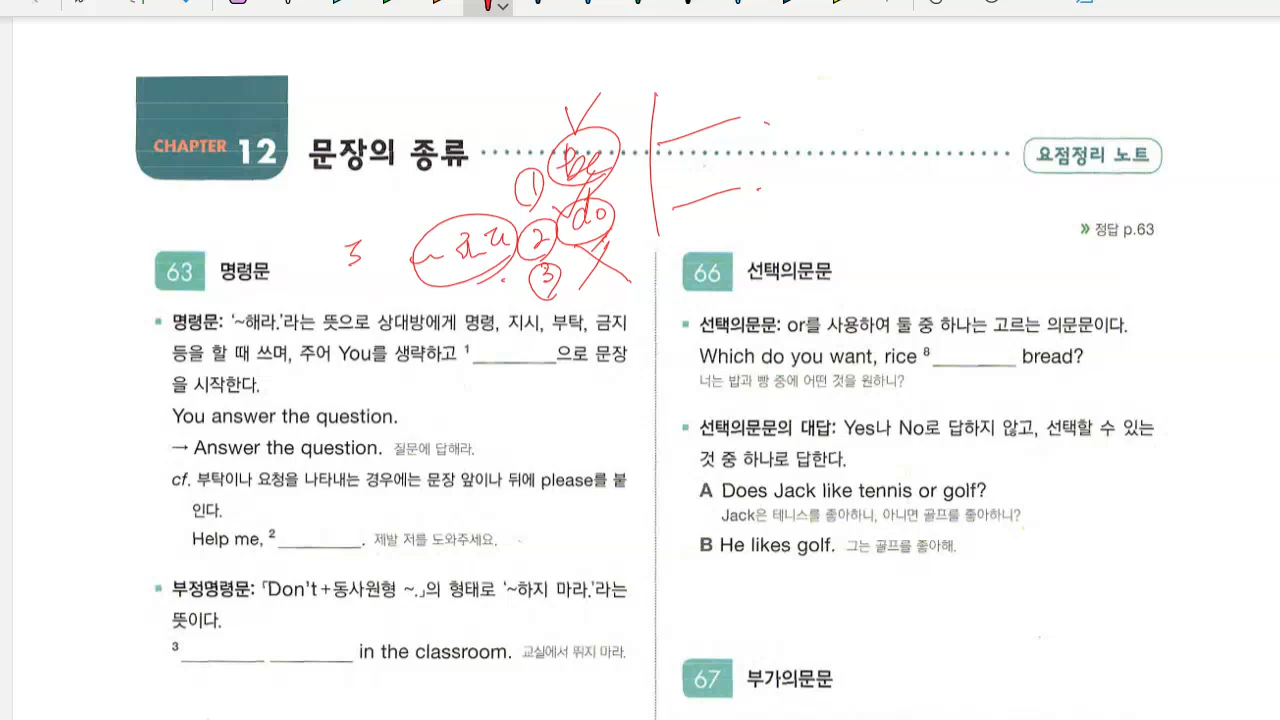 CHAPTER 12 문장의 종류
요점정리 노트
be
①
do
②
③
3
≫ 정답 p.63
63 명령문
▪ 명령문: ‘~해라.’라는 뜻으로 상대방에게 명령, 지시, 부탁, 금지
등을 할 때 쓰며, 주어 You를 생략하고 1 ________으로 문장
을 시작한다.
You answer the question.
→ Answer the question. 질문에 답해라.
cf. 부탁이나 요청을 나타내는 경우에는 문장 앞이나 뒤에 please를 붙
인다.
Help me, 2 ________. 제발 저를 도와주세요.
▪ 부정명령문: 「Don't+동사원형 ~.」의 형태로 ‘~하지 마라.’라는
뜻이다.
3 ________ ________ in the classroom. 교실에서 뛰지 마라.
66 선택의문문
▪ 선택의문문: or를 사용하여 둘 중 하나는 고르는 의문문이다.
Which do you want, rice 8 ________ bread?
너는 밥과 빵 중에 어떤 것을 원하니?
▪ 선택의문문의 대답: Yes나 No로 답하지 않고, 선택할 수 있는
것 중 하나로 답한다.
A Does Jack like tennis or golf?
Jack은 테니스를 좋아하니, 아니면 골프를 좋아하니?
B He likes golf. 그는 골프를 좋아해.
67 부가의문문